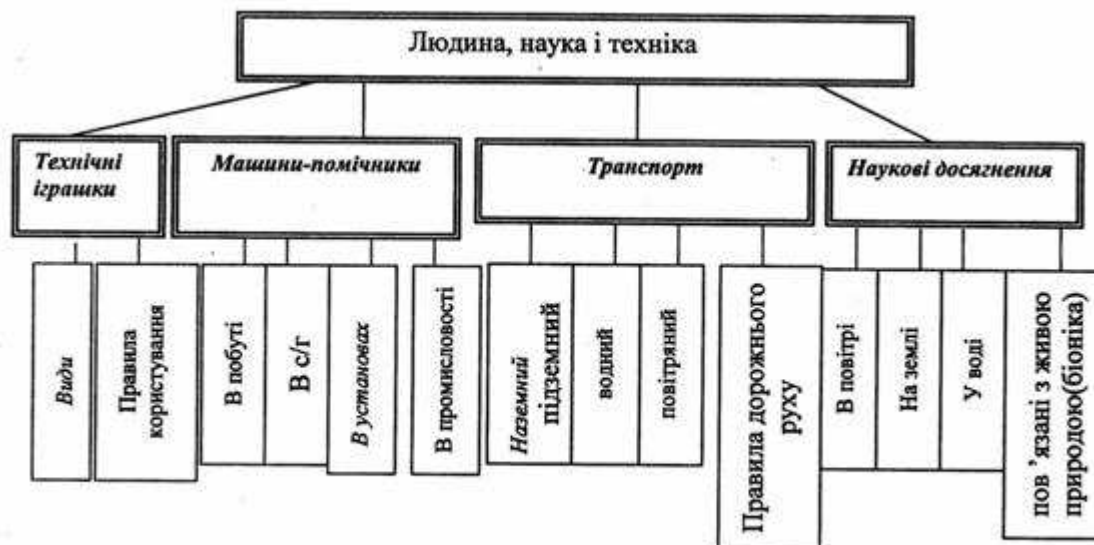 Людина, наука і техніка
Технічні
іграшки
Машини-помічники
Транспорт
Наукові досягнення
Види
Правила
користування
В побуті
В с/г
В установах
В промисловості
Наземний
підземний
водний
повітряний
Правила дорожнього
руху
В повітрі
На землі
У воді
пов ’язані з живою
природою(біоніка)